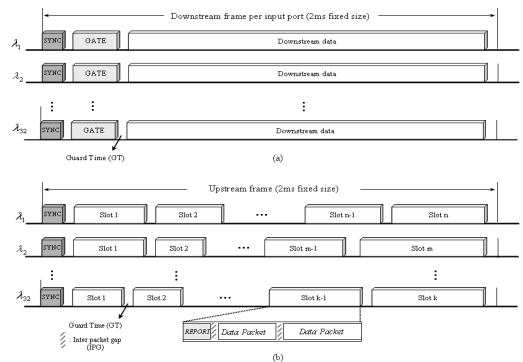 Downstream frame per input port (2ms fixed size)
λ1 SYNC GATE Downstream data
λ2 SYNC GATE Downstream data
λ32 SYNC GATE Downstream data
Guard Time (GT)
(a)
Upstream frame (2ms fixed size)
λ1 SYNC Slot 1 Slot 2 ... Slot n-1 Slot n
λ2 SYNC Slot 1 Slot 2 ... Slot m-1 Slot m
λ32 SYNC Slot 1 Slot 2 ... Slot k-1 Slot k
Guard Time (GT)
: Inter packet gap
(IPG)
REPORT Data Packet Data Packet
(b)